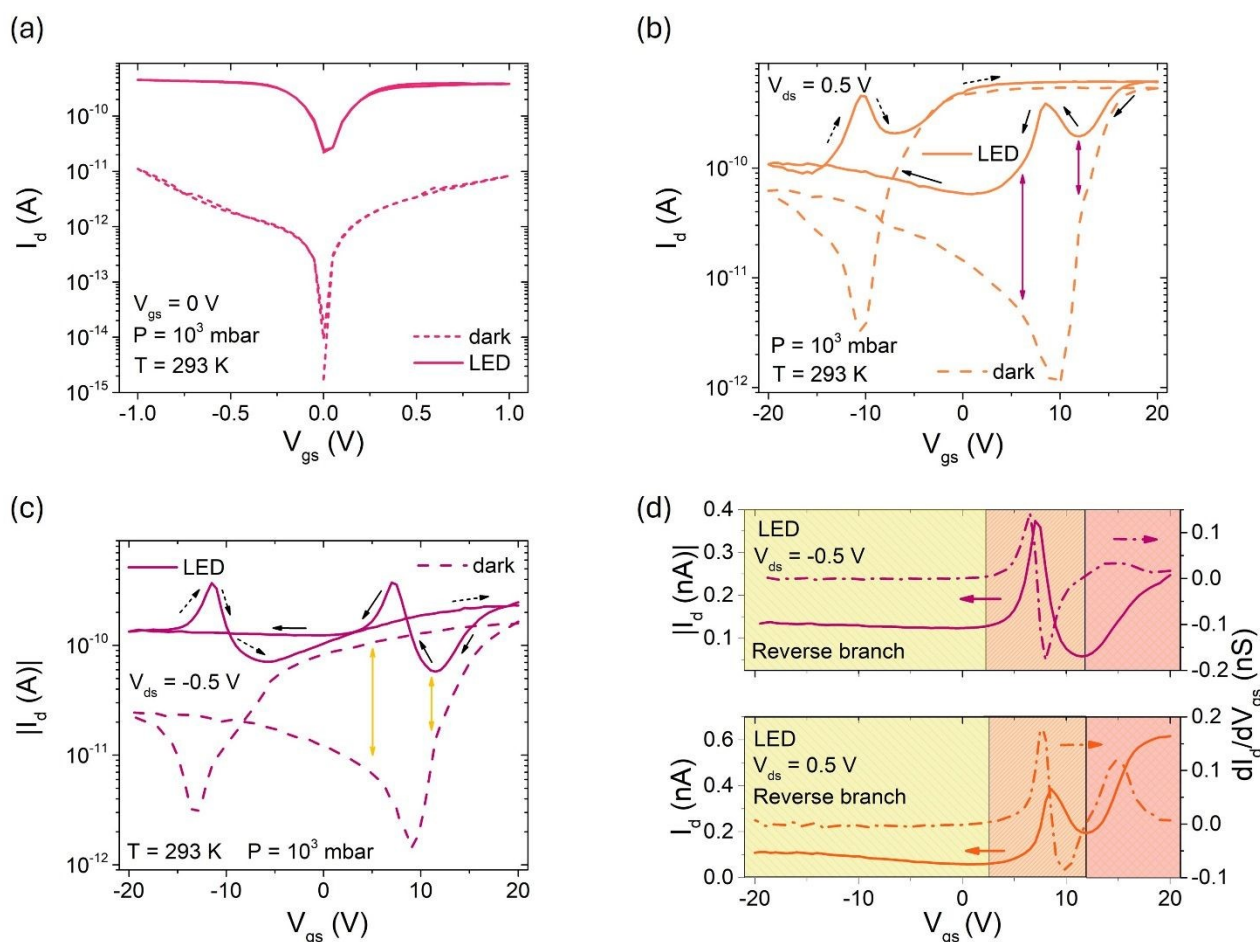 (a)
10⁻¹⁰
10⁻¹¹
10⁻¹²
10⁻¹³
10⁻¹⁴
10⁻¹⁵
I_d (A)
V_gs = 0 V
P = 10³ mbar
T = 293 K
dark
LED
-1.0 -0.5 0.0 0.5 1.0
V_gs (V)
(b)
V_ds = 0.5 V
10⁻¹⁰
10⁻¹¹
10⁻¹²
I_d (A)
LED
P = 10³ mbar
T = 293 K
dark
-20 -10 0 10 20
V_gs (V)
(c)
LED
dark
10⁻¹⁰
10⁻¹¹
10⁻¹²
|I_d (A)|
V_ds = -0.5 V
T = 293 K P = 10³ mbar
-20 -10 0 10 20
V_gs (V)
(d)
0.4
0.3
0.2
0.1
|I_d (nA)|
LED
V_ds = -0.5 V
Reverse branch
0.1
0.0
-0.1
-0.2
0.6
0.4
0.2
0.0
I_d (nA)
LED
V_ds = 0.5 V
Reverse branch
0.2
0.1
0.0
-0.1
dI_d/dV_gs (nS)
-20 -10 0 10 20
V_gs (V)